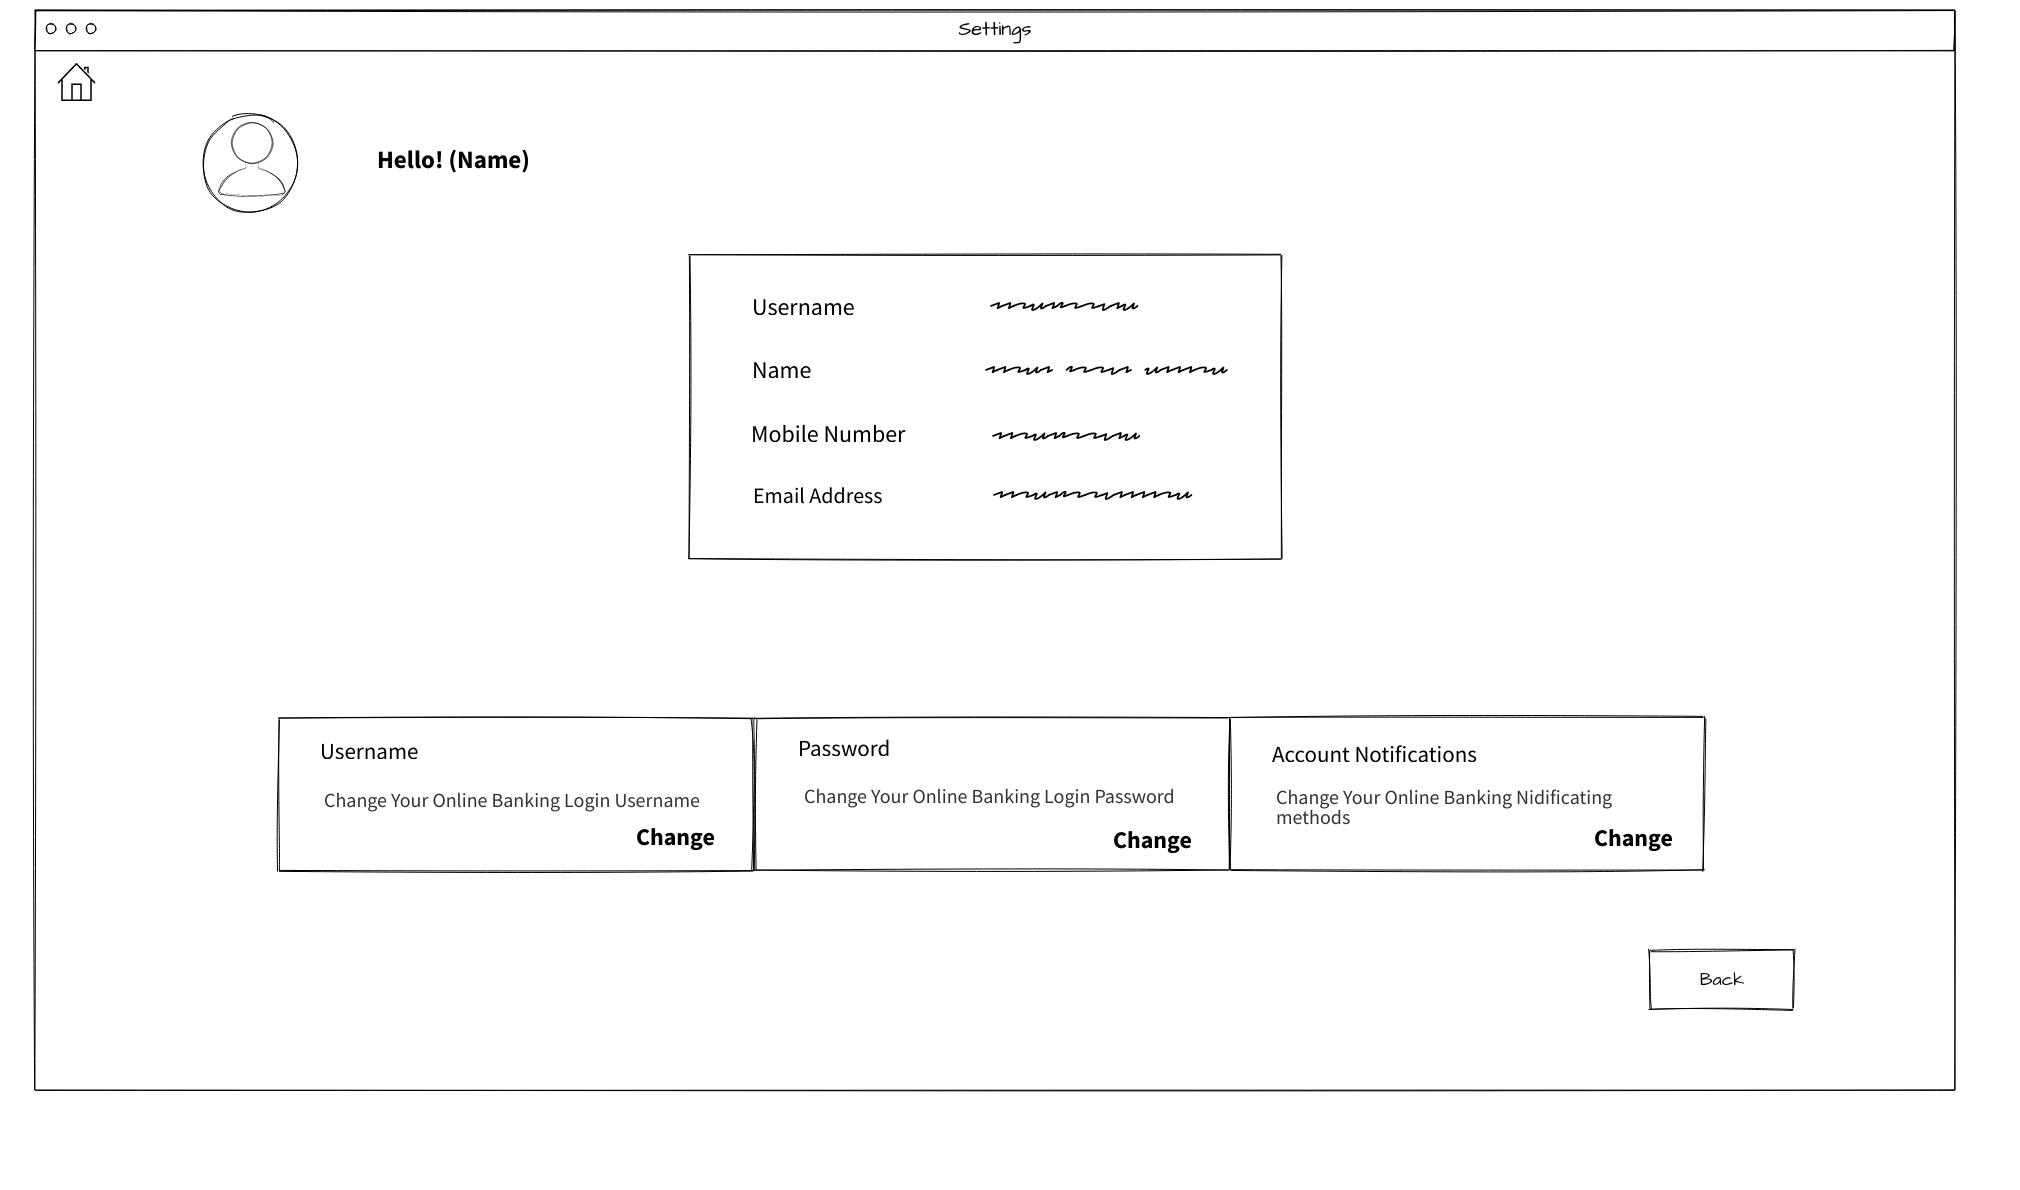 Settings
Hello! (Name)
Username
Name
Mobile Number
Email Address
Username
Change Your Online Banking Login Username
Change
Password
Change Your Online Banking Login Password
Change
Account Notifications
Change Your Online Banking Nidificating
methods
Change
Back